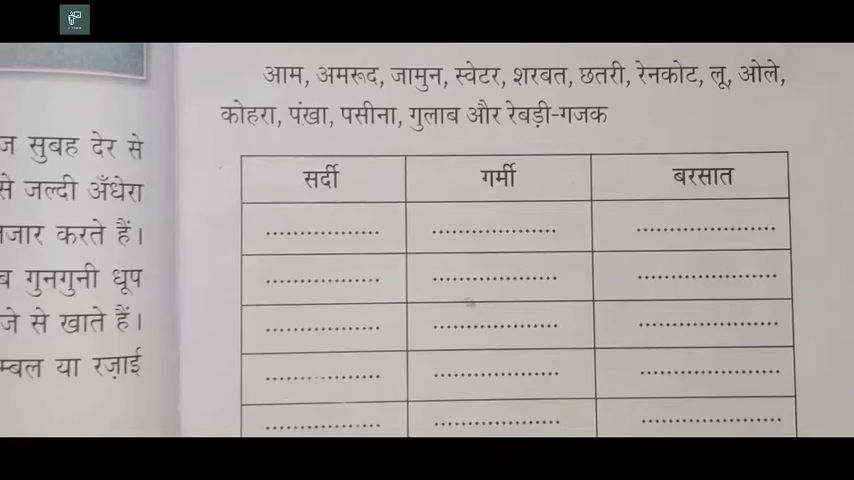 आम, अमरूद, जामुन, स्वेटर, शरबत, छतरी, रेनकोट, लू, ओले,
कोहरा, पंखा, पसीना, गुलाब और रेबड़ी-गजक
सर्दी गर्मी बरसात
सुबह देर से
जल्दी अँधेरा
करते हैं।
गुनगुनी धूप
से खाते हैं।
या रज़ाई